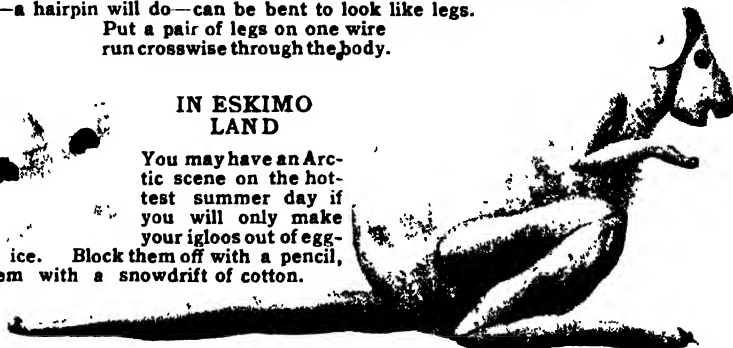 —a hairpin will do—can be bent to look like legs.
Put a pair of legs on one wire
run crosswise through the body.
IN ESKIMO
LAND
You may have an Arc-
tic scene on the hot-
test summer day if
you will only make
your igloos out of egg-
ice. Block them off with a pencil,
em with a snowdrift of cotton.